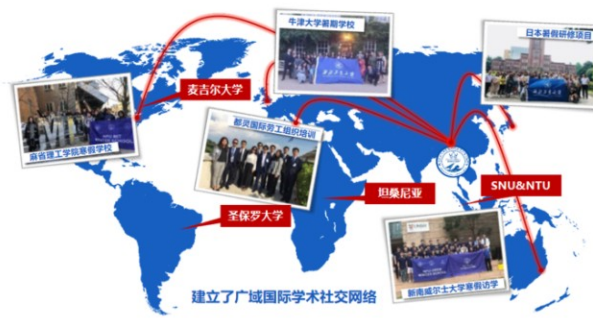 牛津大学暑期学校
日本暑假研修项目
麦吉尔大学
麻省理工学院寒假学校
都灵国际劳工组织培训
坦桑尼亚
SNU&NTU
圣保罗大学
新南威尔士大学寒假访学
建立了广域国际学术社交网络